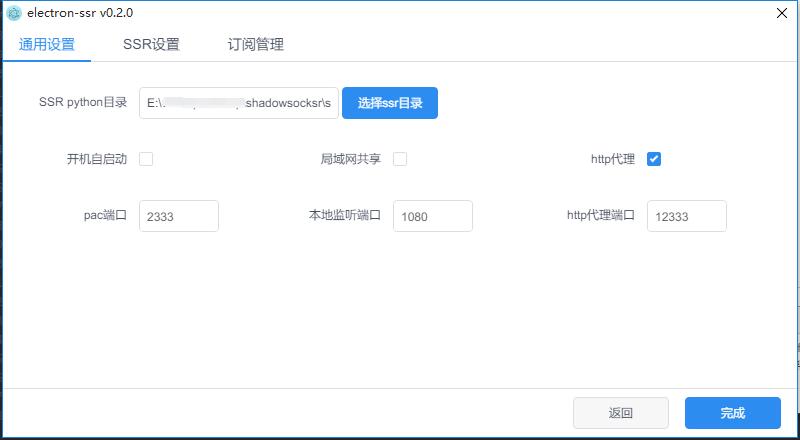 electron-ssr v0.2.0
通用设置 SSR设置 订阅管理
SSR python目录 E:\ shadowsocksr\s 选择ssr目录
开机自启动 局域网共享 http代理
pac端口 2333 本地监听端口 1080 http代理端口 12333
返回 完成